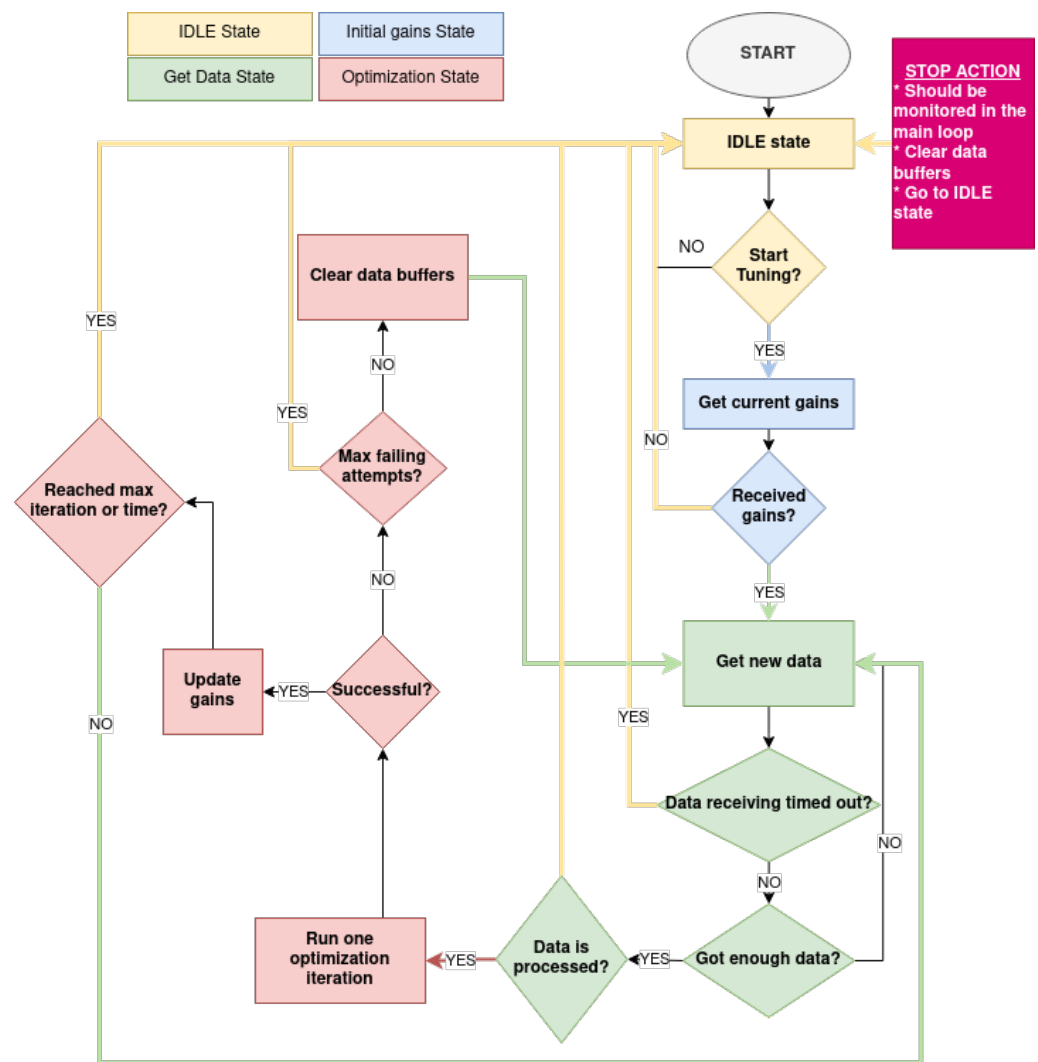 IDLE State
Initial gains State
Get Data State
Optimization State
START
STOP ACTION
* Should be
monitored in the
main loop
* Clear data
buffers
* Go to IDLE
state
IDLE state
NO
Start
Tuning?
YES
Get current gains
NO
Received
gains?
YES
Clear data buffers
NO
YES
Max failing
attempts?
NO
YES
Reached max
iteration or time?
NO
Update
gains
YES
Successful?
Get new data
YES
Data receiving timed out?
NO
NO
Got enough data?
YES
Data is
processed?
YES
Run one
optimization
iteration